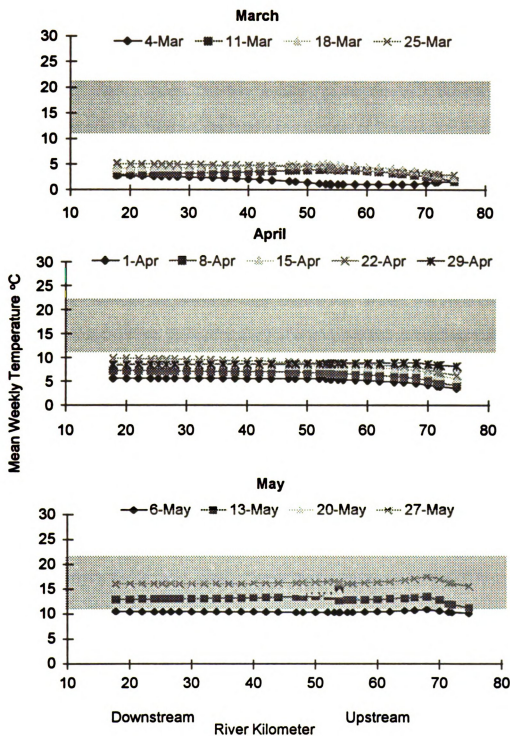 March
4-Mar 11-Mar 18-Mar 25-Mar
30
25
20
15
10
5
0
10 20 30 40 50 60 70 80
April
1-Apr 8-Apr 15-Apr 22-Apr 29-Apr
30
25
20
15
10
5
0
10 20 30 40 50 60 70 80
Mean Weekly Temperature ºC
May
6-May 13-May 20-May 27-May
30
25
20
15
10
5
0
10 20 30 40 50 60 70 80
Downstream Upstream
River Kilometer